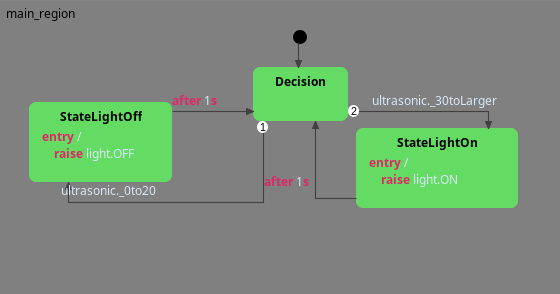 main_region
Decision
after 1s
2
ultrasonic._30toLarger
StateLightOff
entry /
raise light.OFF
1
StateLightOn
entry /
raise light.ON
after 1s
ultrasonic._0to20